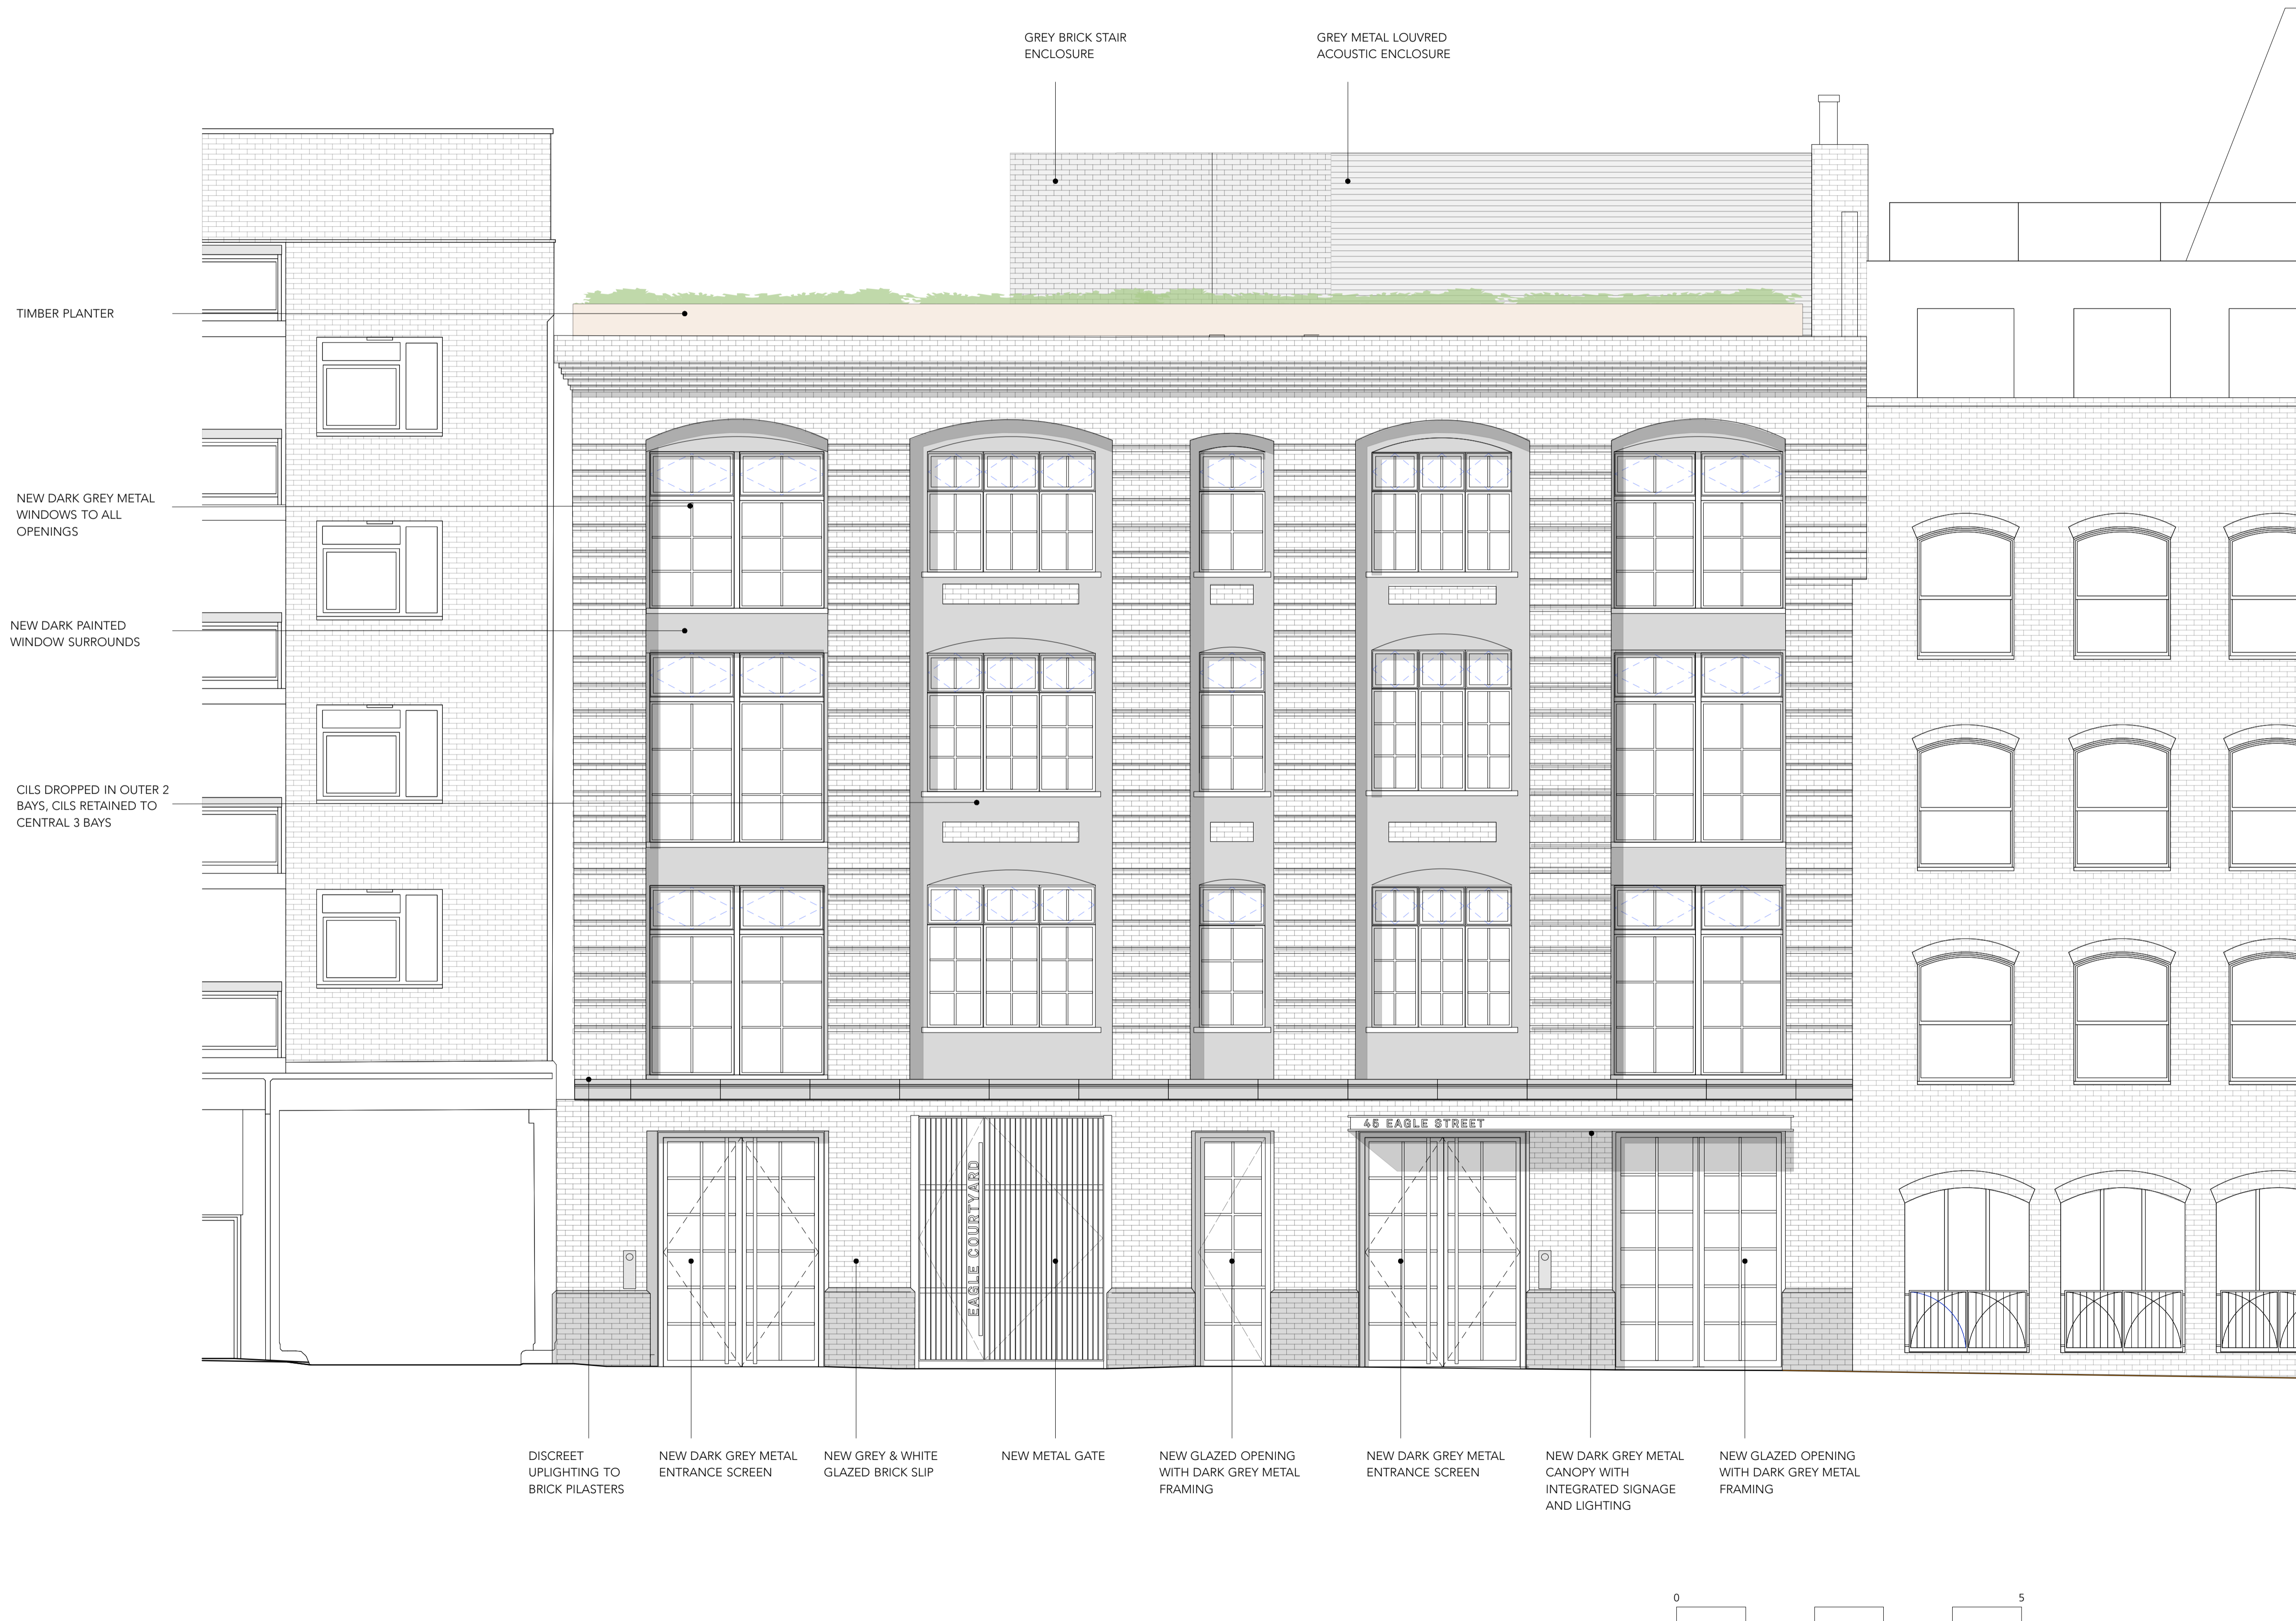 GREY BRICK STAIR
ENCLOSURE
GREY METAL LOUVRED
ACOUSTIC ENCLOSURE
TIMBER PLANTER
NEW DARK GREY METAL
WINDOWS TO ALL
OPENINGS
NEW DARK PAINTED
WINDOW SURROUNDS
CILS DROPPED IN OUTER 2
BAYS, CILS RETAINED TO
CENTRAL 3 BAYS
45 EAGLE STREET
EAGLE COURTYARD
DISCREET
UPLIGHTING TO
BRICK PILASTERS
NEW DARK GREY METAL
ENTRANCE SCREEN
NEW GREY & WHITE
GLAZED BRICK SLIP
NEW METAL GATE
NEW GLAZED OPENING
WITH DARK GREY METAL
FRAMING
NEW DARK GREY METAL
ENTRANCE SCREEN
NEW DARK GREY METAL
CANOPY WITH
INTEGRATED SIGNAGE
AND LIGHTING
NEW GLAZED OPENING
WITH DARK GREY METAL
FRAMING
0 5